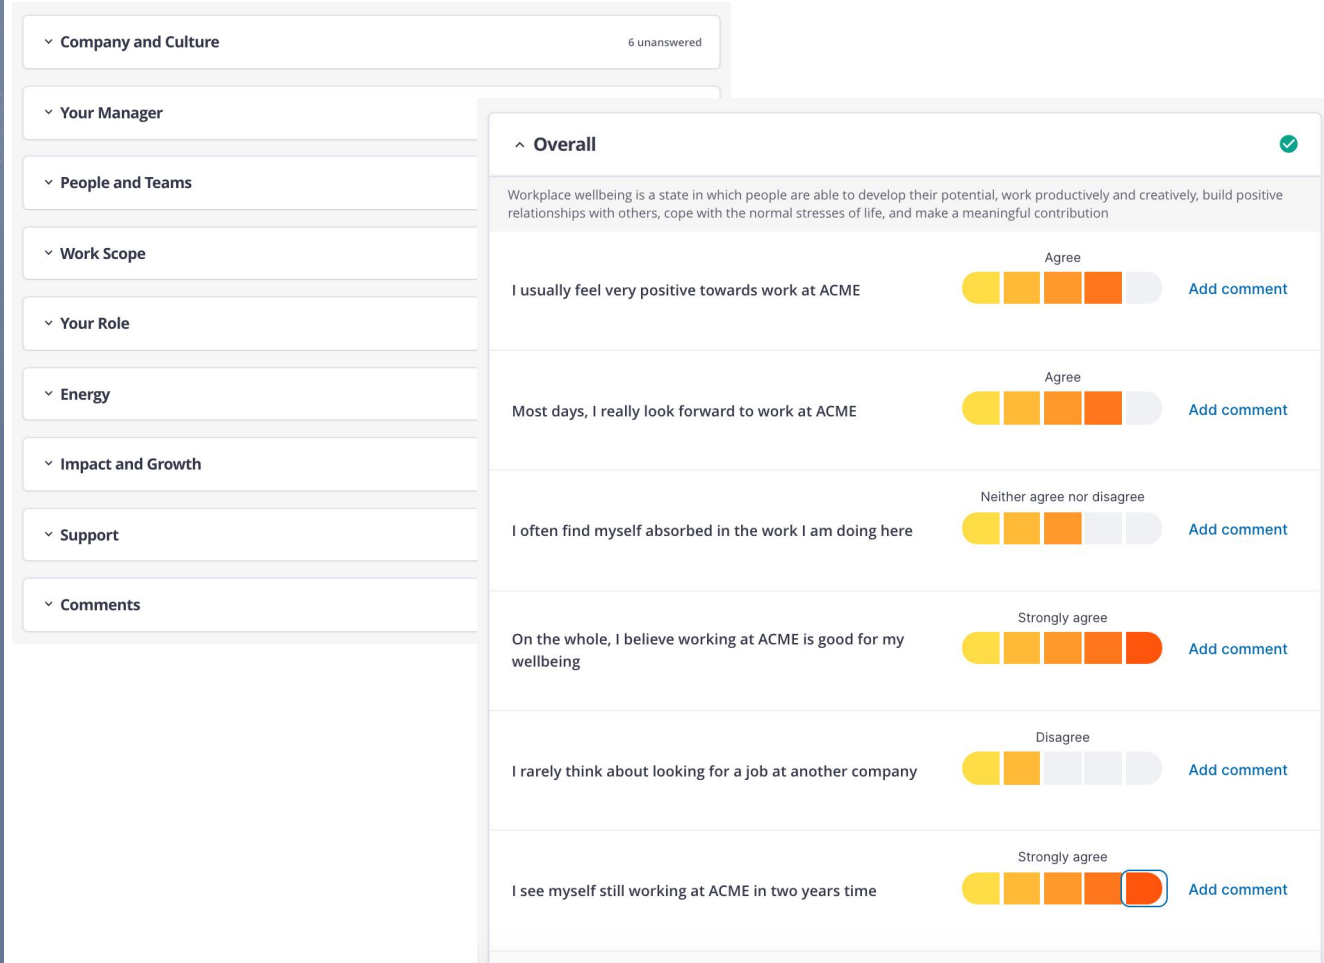 Company and Culture
6 unanswered
Your Manager
People and Teams
Work Scope
Your Role
Energy
Impact and Growth
Support
Comments
Overall
Workplace wellbeing is a state in which people are able to develop their potential, work productively and creatively, build positive
relationships with others, cope with the normal stresses of life, and make a meaningful contribution
Agree
I usually feel very positive towards work at ACME
Add comment
Agree
Most days, I really look forward to work at ACME
Add comment
Neither agree nor disagree
I often find myself absorbed in the work I am doing here
Add comment
Strongly agree
On the whole, I believe working at ACME is good for my
wellbeing
Add comment
Disagree
I rarely think about looking for a job at another company
Add comment
Strongly agree
I see myself still working at ACME in two years time
Add comment